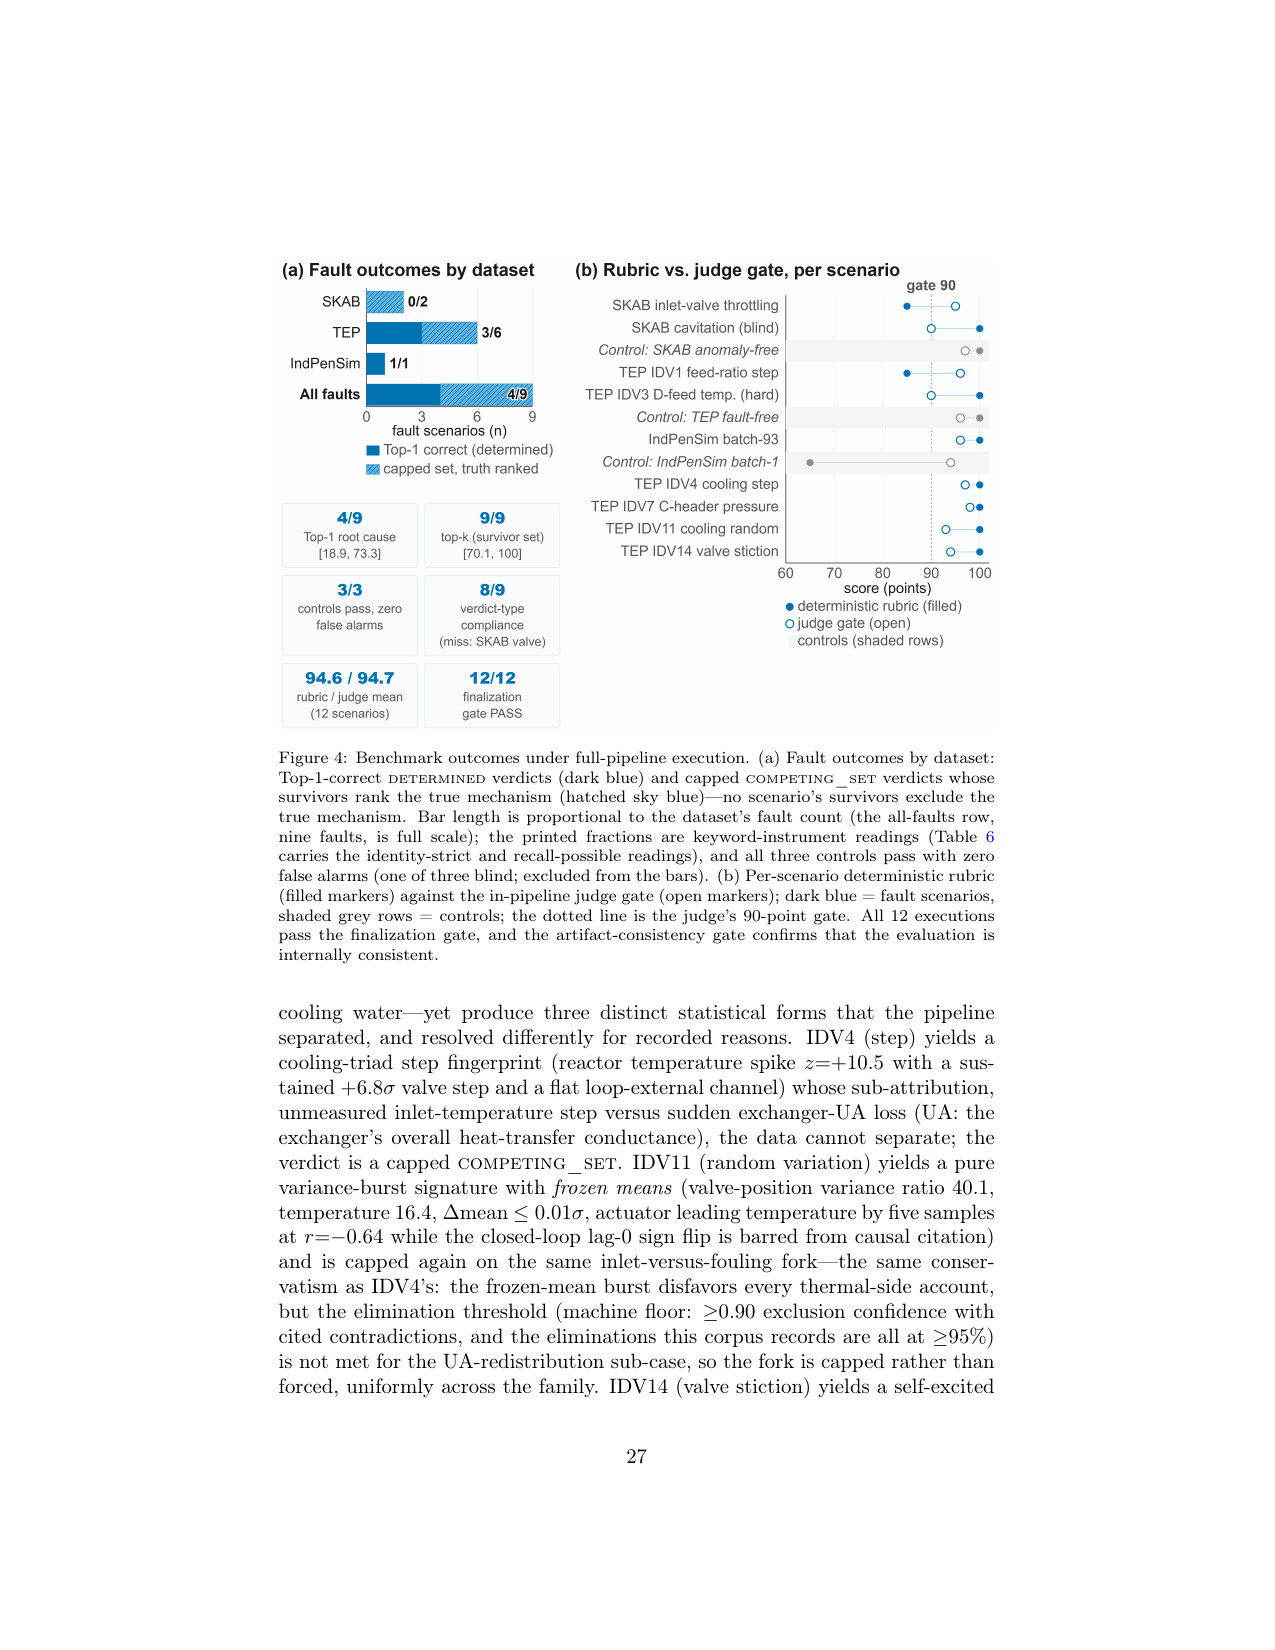 (a) Fault outcomes by dataset
SKAB
0/2
TEP
3/6
IndPenSim
1/1
All faults
4/9
0 3 6 9
fault scenarios (n)
Top-1 correct (determined)
capped set, truth ranked
4/9
Top-1 root cause
[18.9, 73.3]
9/9
top-k (survivor set)
[70.1, 100]
3/3
controls pass, zero
false alarms
8/9
verdict-type
compliance
(miss: SKAB valve)
94.6 / 94.7
rubric / judge mean
(12 scenarios)
12/12
finalization
gate PASS
(b) Rubric vs. judge gate, per scenario
gate 90
SKAB inlet-valve throttling
SKAB cavitation (blind)
Control: SKAB anomaly-free
TEP IDV1 feed-ratio step
TEP IDV3 D-feed temp. (hard)
Control: TEP fault-free
IndPenSim batch-93
Control: IndPenSim batch-1
TEP IDV4 cooling step
TEP IDV7 C-header pressure
TEP IDV11 cooling random
TEP IDV14 valve stiction
60 70 80 90 100
score (points)
deterministic rubric (filled)
judge gate (open)
controls (shaded rows)
Figure 4: Benchmark outcomes under full-pipeline execution. (a) Fault outcomes by dataset:
Top-1-correct DETERMINED verdicts (dark blue) and capped COMPETING_SET verdicts whose
survivors rank the true mechanism (hatched sky blue)—no scenario's survivors exclude the
true mechanism. Bar length is proportional to the dataset's fault count (the all-faults row,
nine faults, is full scale); the printed fractions are keyword-instrument readings (Table 6
carries the identity-strict and recall-possible readings), and all three controls pass with zero
false alarms (one of three blind; excluded from the bars). (b) Per-scenario deterministic rubric
(filled markers) against the in-pipeline judge gate (open markers); dark blue = fault scenarios,
shaded grey rows = controls; the dotted line is the judge's 90-point gate. All 12 executions
pass the finalization gate, and the artifact-consistency gate confirms that the evaluation is
internally consistent.
cooling water—yet produce three distinct statistical forms that the pipeline
separated, and resolved differently for recorded reasons. IDV4 (step) yields a
cooling-triad step fingerprint (reactor temperature spike z=+10.5 with a sus-
tained +6.8σ valve step and a flat loop-external channel) whose sub-attribution,
unmeasured inlet-temperature step versus sudden exchanger-UA loss (UA: the
exchanger's overall heat-transfer conductance), the data cannot separate; the
verdict is a capped COMPETING_SET. IDV11 (random variation) yields a pure
variance-burst signature with frozen means (valve-position variance ratio 40.1,
temperature 16.4, Δmean ≤ 0.01σ, actuator leading temperature by five samples
at r=−0.64 while the closed-loop lag-0 sign flip is barred from causal citation)
and is capped again on the same inlet-versus-fouling fork—the same conser-
vatism as IDV4's: the frozen-mean burst disfavors every thermal-side account,
but the elimination threshold (machine floor: ≥0.90 exclusion confidence with
cited contradictions, and the eliminations this corpus records are all at ≥95%)
is not met for the UA-redistribution sub-case, so the fork is capped rather than
forced, uniformly across the family. IDV14 (valve stiction) yields a self-excited
27